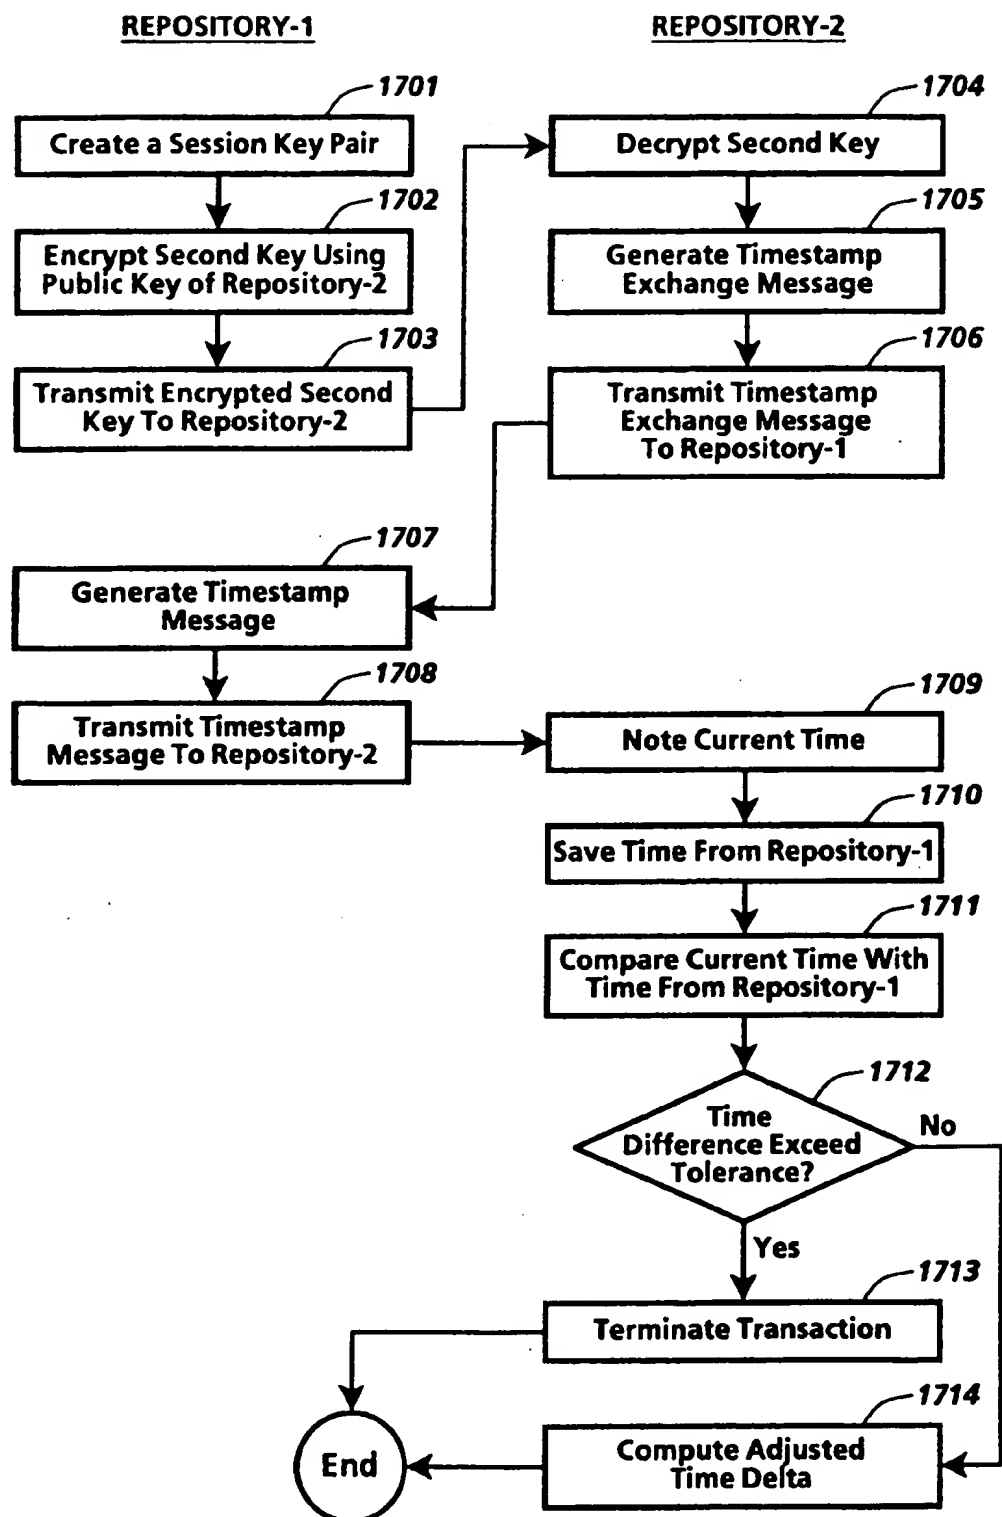 REPOSITORY-1
REPOSITORY-2
1701
Create a Session Key Pair
1702
Encrypt Second Key Using
Public Key of Repository-2
1703
Transmit Encrypted Second
Key To Repository-2
1704
Decrypt Second Key
1705
Generate Timestamp
Exchange Message
1706
Transmit Timestamp
Exchange Message
To Repository-1
1707
Generate Timestamp
Message
1708
Transmit Timestamp
Message To Repository-2
1709
Note Current Time
1710
Save Time From Repository-1
1711
Compare Current Time With
Time From Repository-1
1712
Time
Difference Exceed
Tolerance?
No
Yes
1713
Terminate Transaction
1714
Compute Adjusted
Time Delta
End